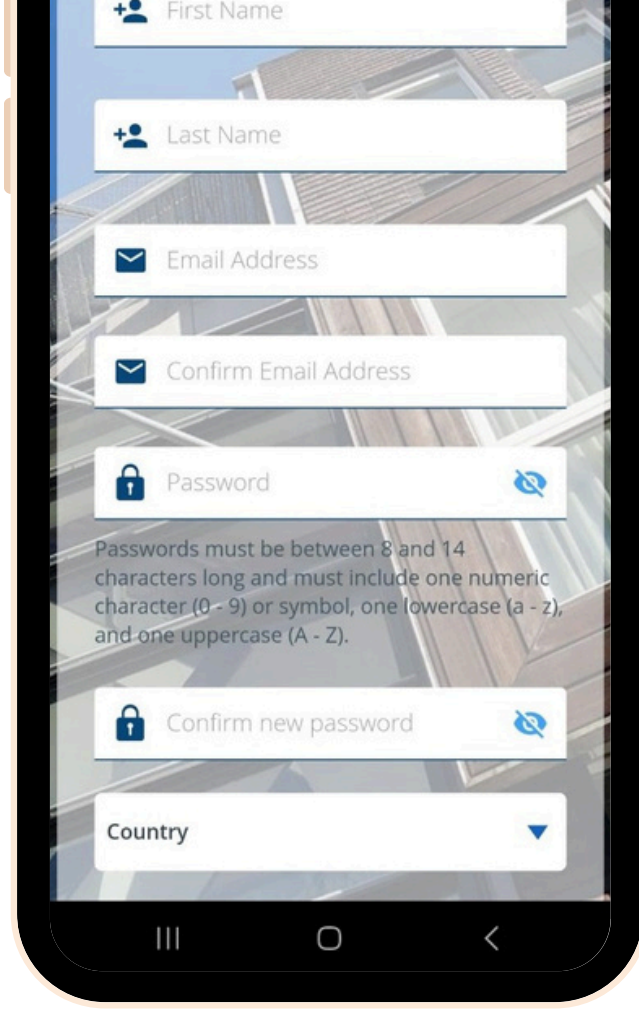 First Name
Last Name
Email Address
Confirm Email Address
Password
Passwords must be between 8 and 14
characters long and must include one numeric
character (0 - 9) or symbol, one lowercase (a - z),
and one uppercase (A - Z).
Confirm new password
Country